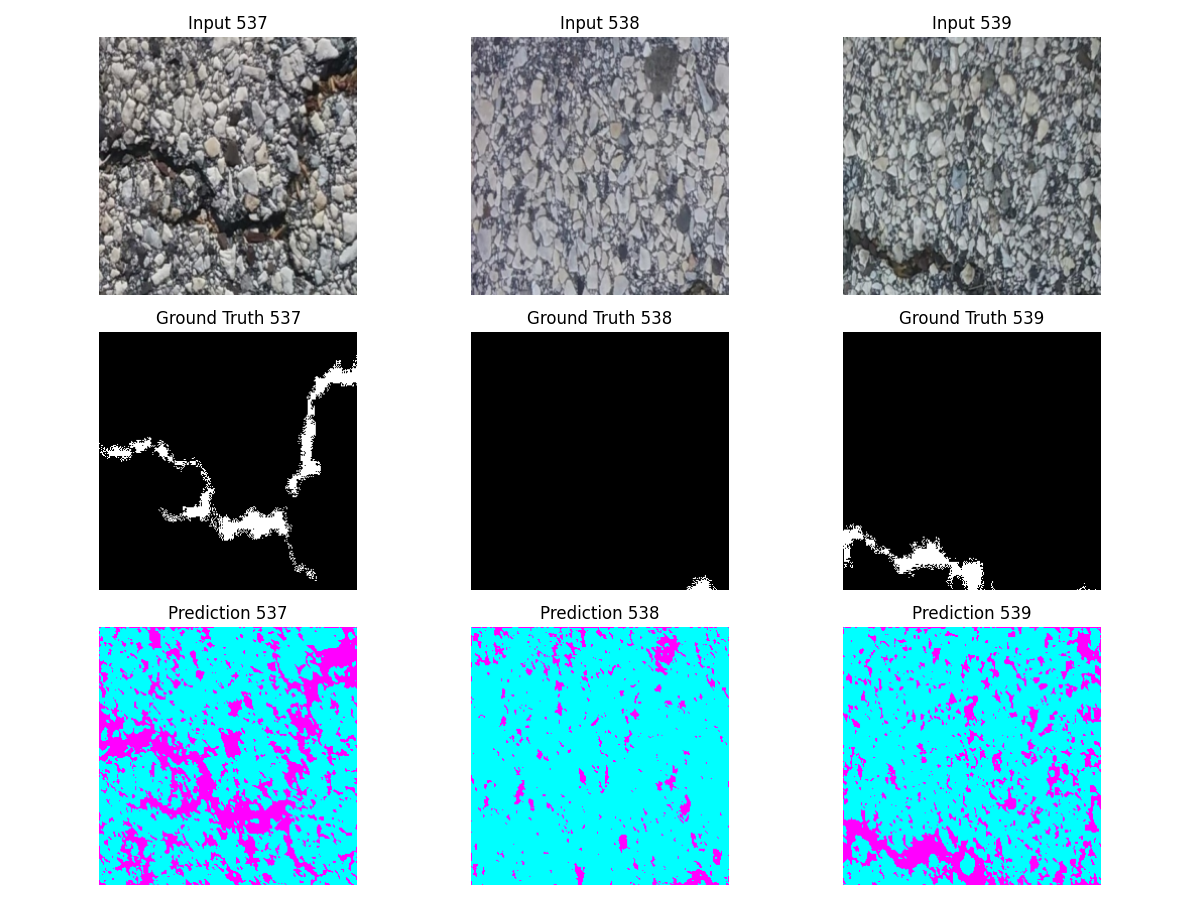 Input 537
Input 538
Input 539
Ground Truth 537
Ground Truth 538
Ground Truth 539
Prediction 537
Prediction 538
Prediction 539